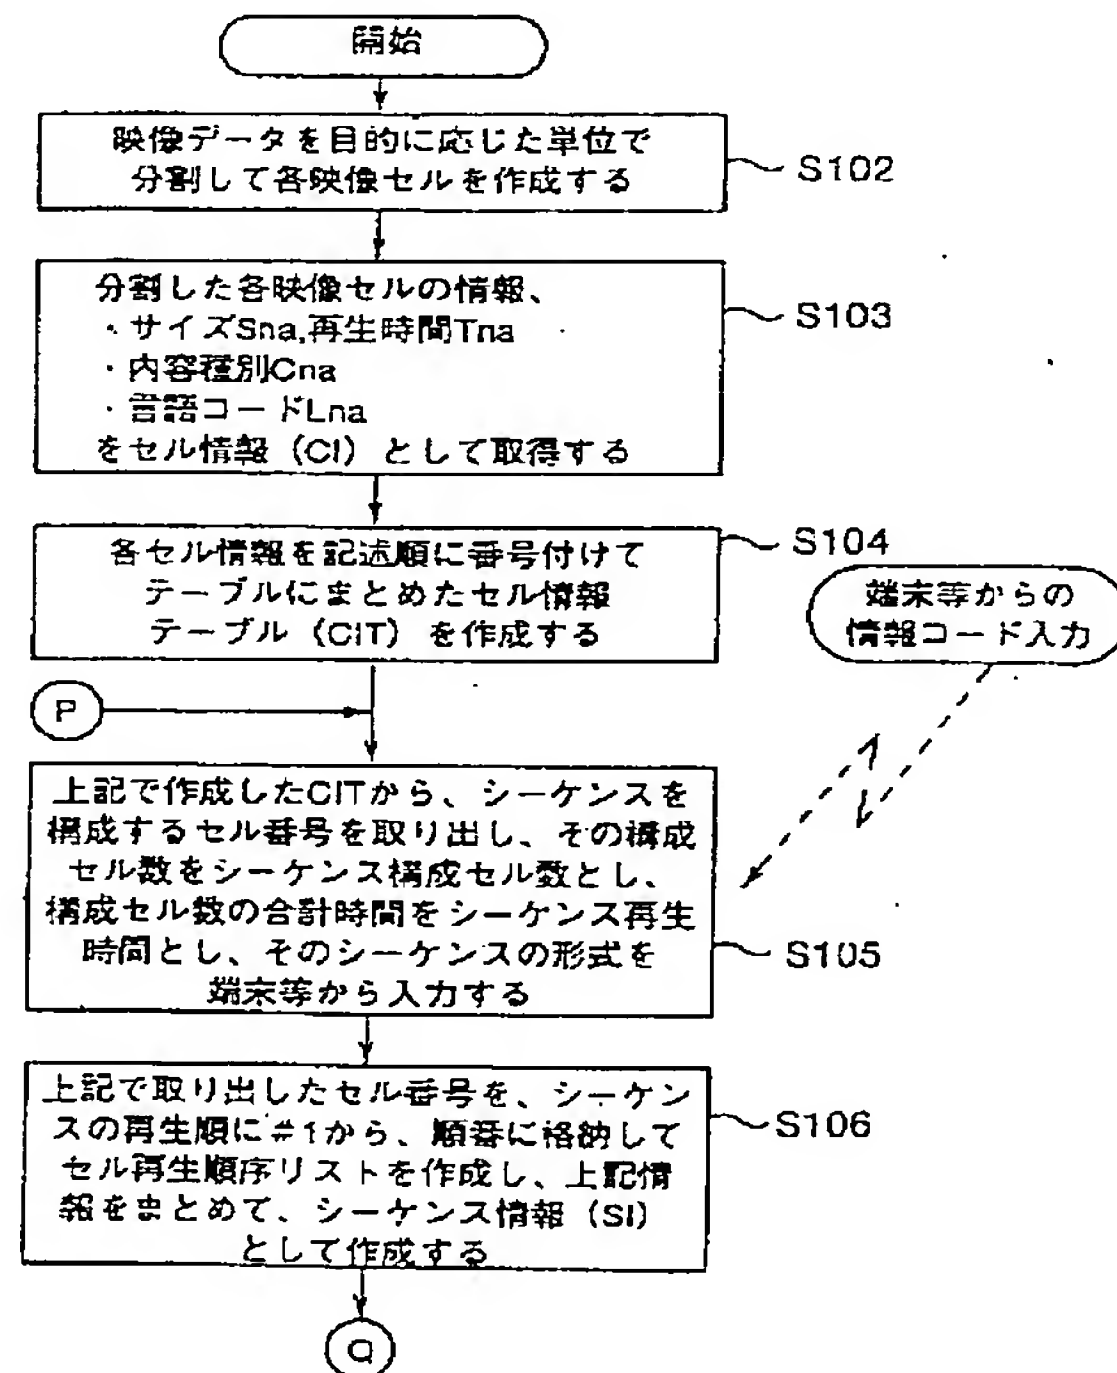 開始
映像データを目的に応じた単位で
分割して各映像セルを作成する
S102
分割した各映像セルの情報、
・サイズSna,再生時間Tna
・内容種別Cna
・言語コードLna
をセル情報（CI）として取得する
S103
各セル情報を記述順に番号付けて
テーブルにまとめたセル情報
テーブル（CIT）を作成する
S104
端末等からの
情報コード入力
P
上記で作成したCITから、シーケンスを
構成するセル番号を取り出し、その構成
セル数をシーケンス構成セル数とし、
構成セル数の合計時間をシーケンス再生
時間とし、そのシーケンスの形式を
端末等から入力する
S105
上記で取り出したセル番号を、シーケン
スの再生順に#1から、順番に格納して
セル再生順序リストを作成し、上記情
報をまとめて、シーケンス情報（SI）
として作成する
S106
Q